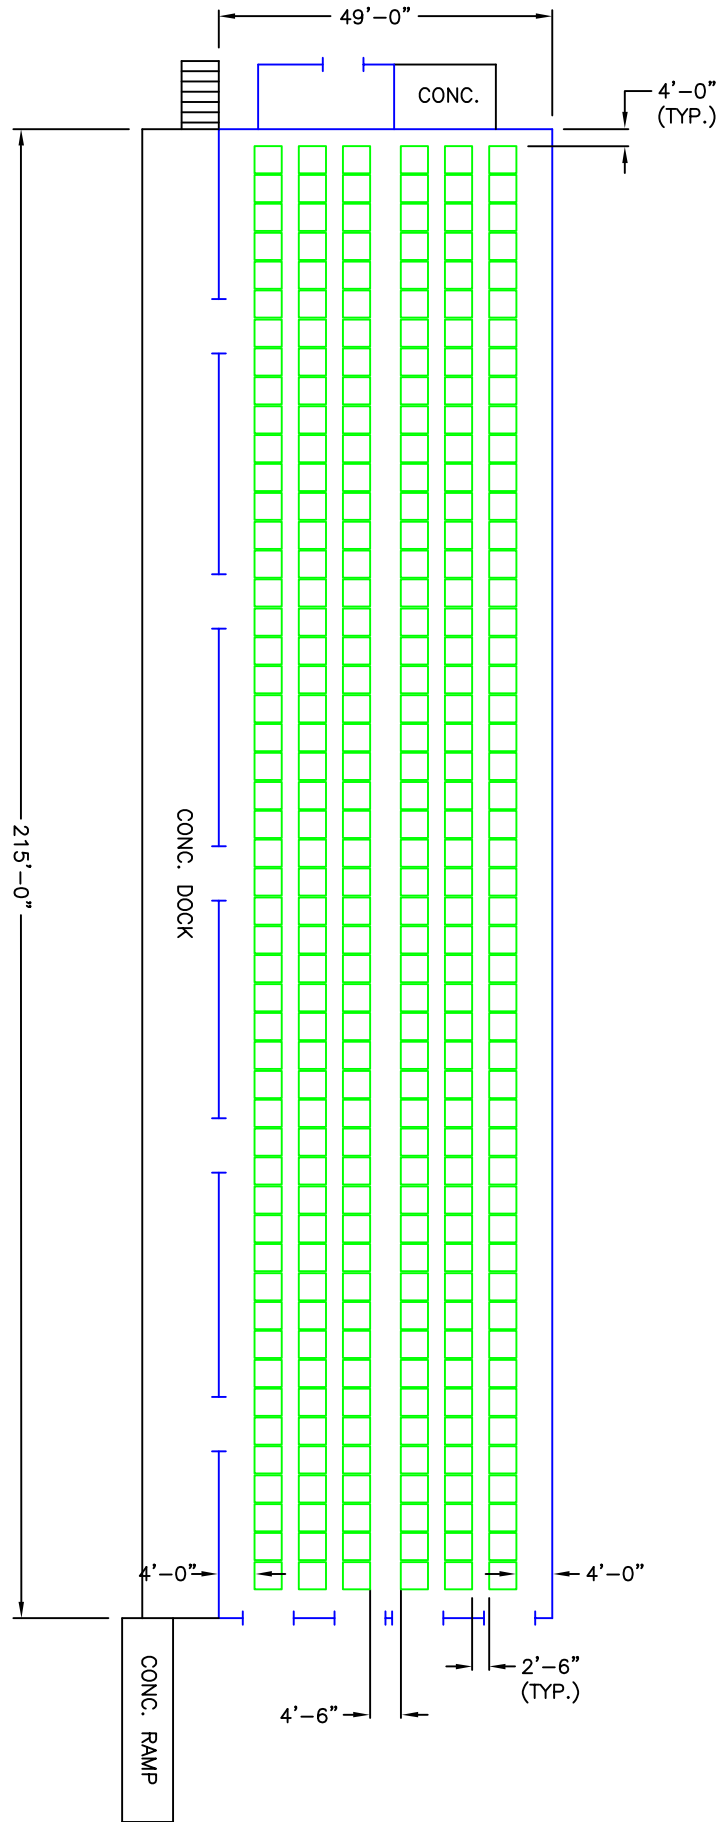 49'-0"
CONC.
4'-0"
(TYP.)
215'-0"
CONC. DOCK
4'-0"
4'-0"
2'-6"
(TYP.)
4'-6"
CONC. RAMP